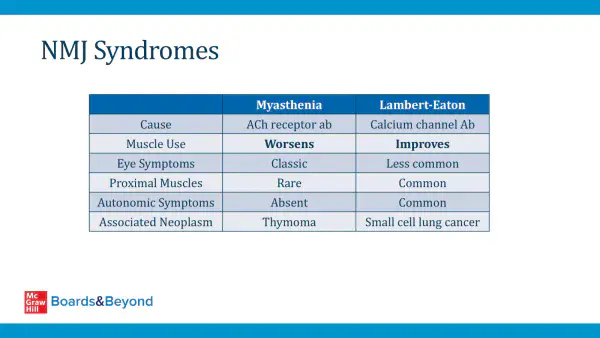 NMJ Syndromes
Myasthenia Lambert-Eaton
Cause ACh receptor ab Calcium channel Ab
Muscle Use Worsens Improves
Eye Symptoms Classic Less common
Proximal Muscles Rare Common
Autonomic Symptoms Absent Common
Associated Neoplasm Thymoma Small cell lung cancer
Mc
Graw
Hill
Boards&Beyond